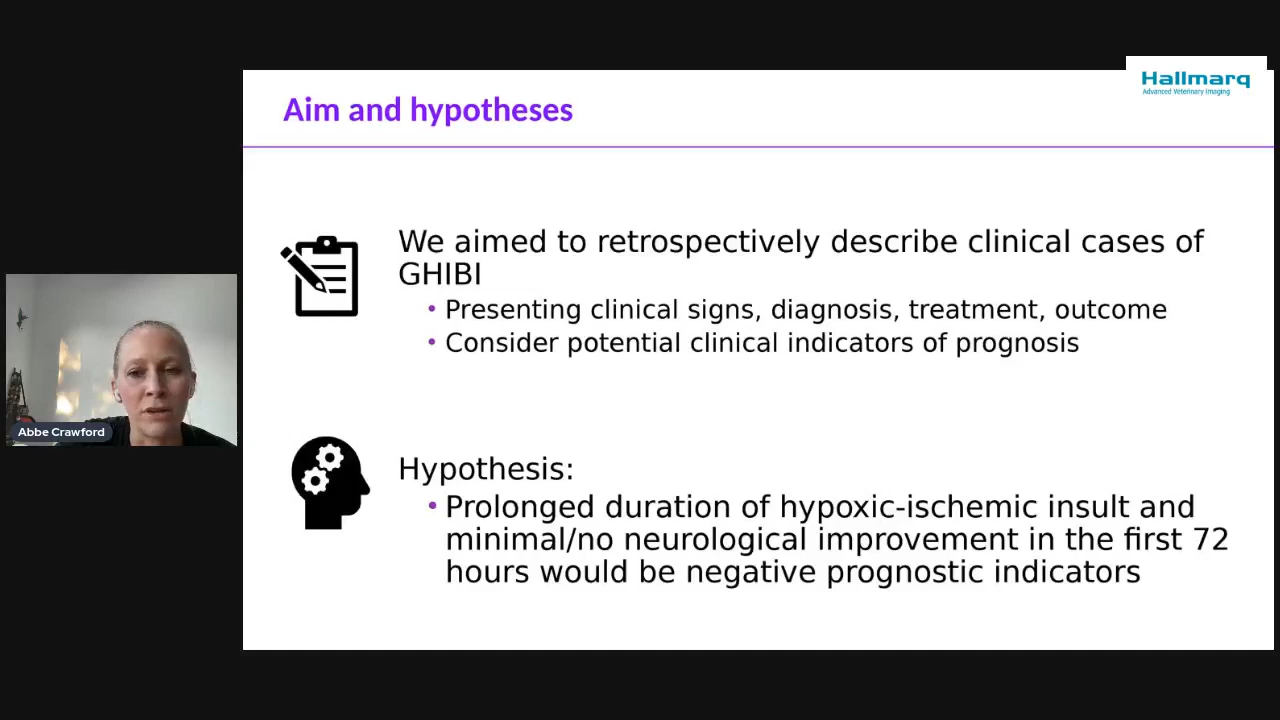 Hallmarq
Advanced Veterinary Imaging
Aim and hypotheses
We aimed to retrospectively describe clinical cases of
GHIBI
• Presenting clinical signs, diagnosis, treatment, outcome
• Consider potential clinical indicators of prognosis
Abbe Crawford
Hypothesis:
• Prolonged duration of hypoxic-ischemic insult and
minimal/no neurological improvement in the first 72
hours would be negative prognostic indicators